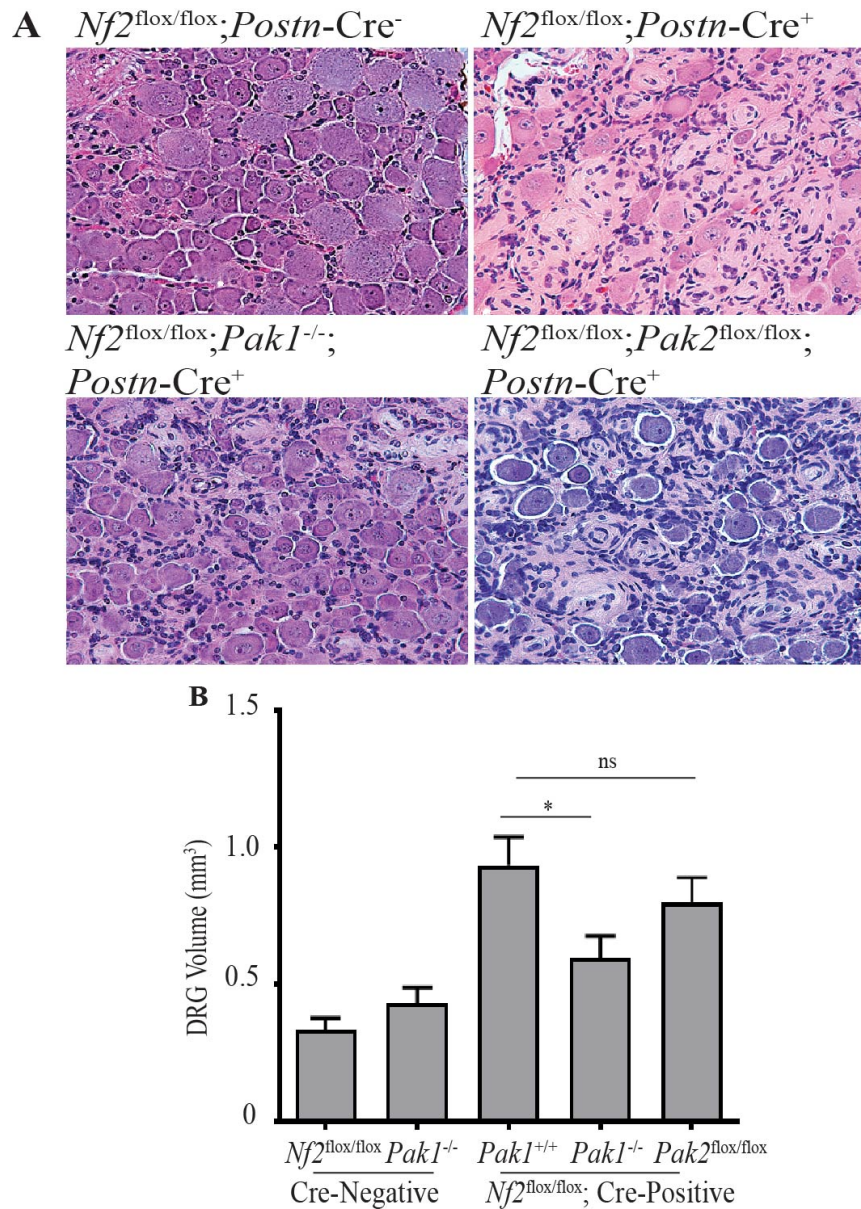 A
Nf2flox/flox;Postn-Cre-
Nf2flox/flox;Postn-Cre+
Nf2flox/flox;Pak1-/-;
Postn-Cre+
Nf2flox/flox;Pak2flox/flox;
Postn-Cre+
B
DRG Volume (mm3)
1.5
1.0
0.5
0
ns
*
Nf2flox/flox Pak1-/- Pak1+/+ Pak1-/- Pak2flox/flox
Cre-Negative Nf2flox/flox; Cre-Positive